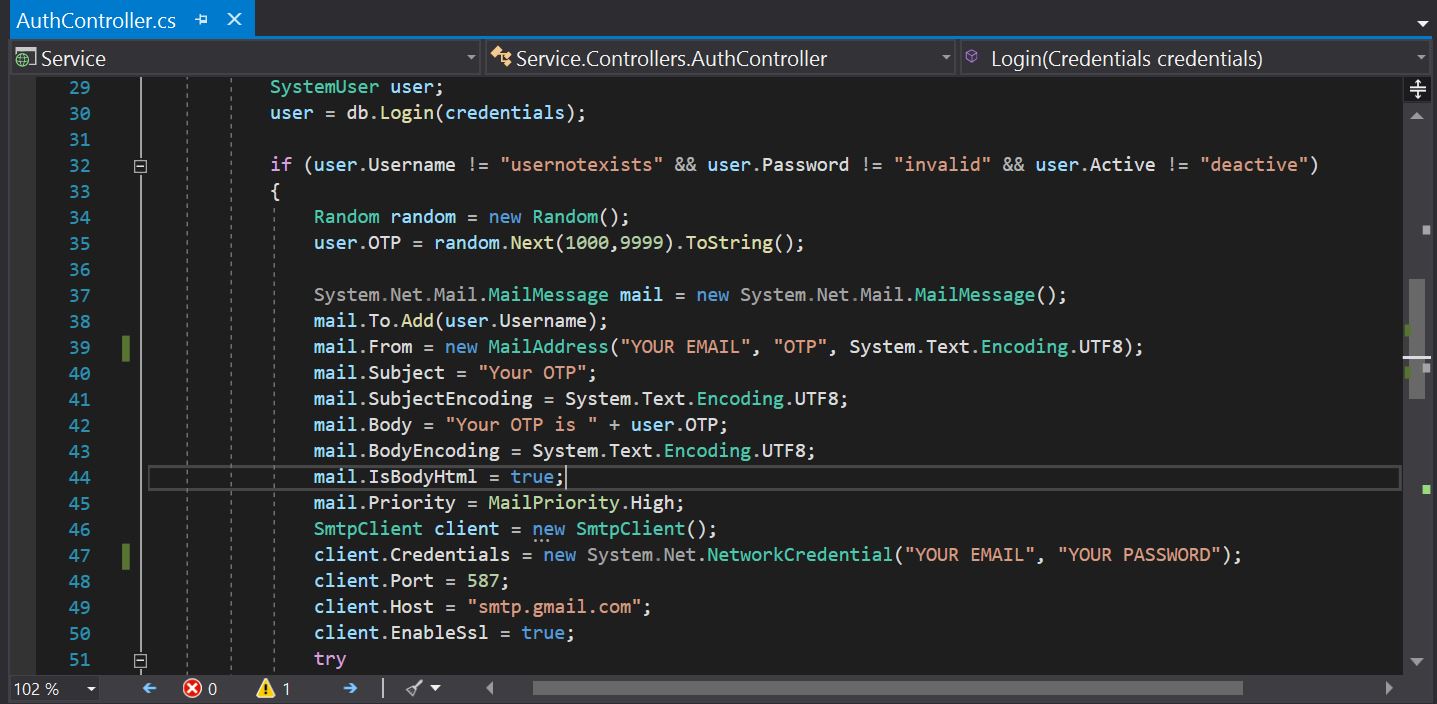 AuthController.cs
Service Service.Controllers.AuthController Login(Credentials credentials)
29 SystemUser user;
30 user = db.Login(credentials);
31
32 if (user.Username != "usernotexists" && user.Password != "invalid" && user.Active != "deactive")
33 {
34 Random random = new Random();
35 user.OTP = random.Next(1000,9999).ToString();
36
37 System.Net.Mail.MailMessage mail = new System.Net.Mail.MailMessage();
38 mail.To.Add(user.Username);
39 mail.From = new MailAddress("YOUR EMAIL", "OTP", System.Text.Encoding.UTF8);
40 mail.Subject = "Your OTP";
41 mail.SubjectEncoding = System.Text.Encoding.UTF8;
42 mail.Body = "Your OTP is " + user.OTP;
43 mail.BodyEncoding = System.Text.Encoding.UTF8;
44 mail.IsBodyHtml = true;
45 mail.Priority = MailPriority.High;
46 SmtpClient client = new SmtpClient();
47 client.Credentials = new System.Net.NetworkCredential("YOUR EMAIL", "YOUR PASSWORD");
48 client.Port = 587;
49 client.Host = "smtp.gmail.com";
50 client.EnableSsl = true;
51 try
102 % 0 1